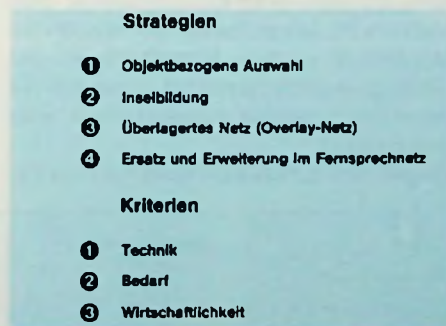 Strategien
1 Objektbezogene Auswahl
2 Inselbildung
3 Überlagertes Netz (Overlay-Netz)
4 Ersatz und Erweiterung im Fernsprechnetz
Kriterien
1 Technik
2 Bedarf
3 Wirtschaftlichkeit